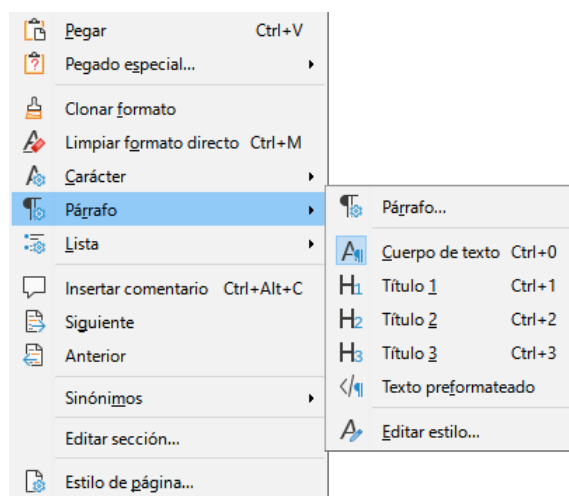 Pegar Ctrl+V
Pegado especial...
Clonar formato
Limpiar formato directo Ctrl+M
Carácter
Párrafo
Lista
Insertar comentario Ctrl+Alt+C
Siguiente
Anterior
Sinónimos
Editar sección...
Estilo de página...
Párrafo...
Cuerpo de texto Ctrl+0
Título 1 Ctrl+1
Título 2 Ctrl+2
Título 3 Ctrl+3
Texto preformateado
Editar estilo...